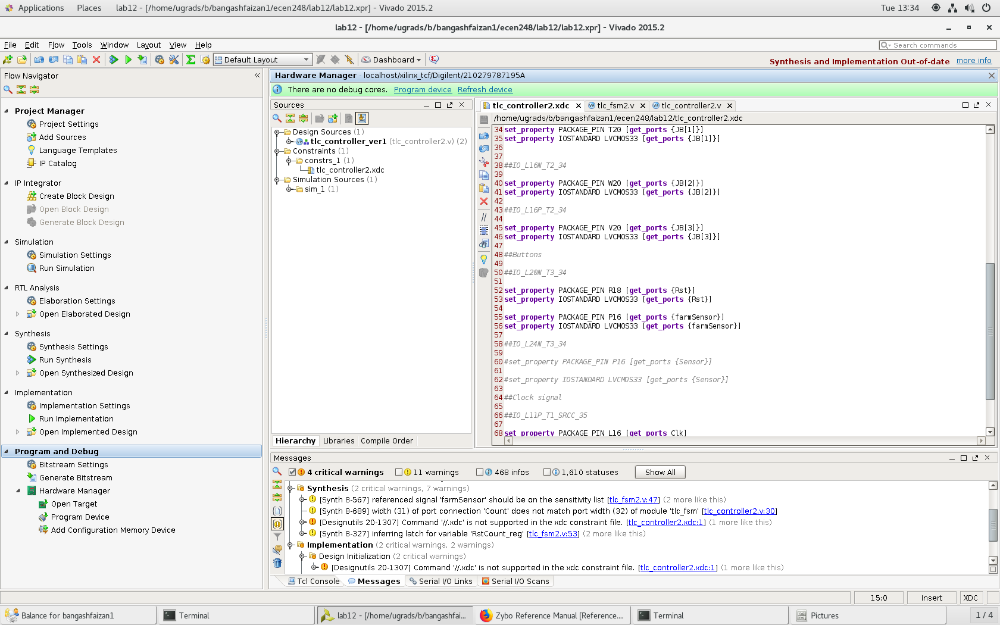 Applications Places lab12 - [/home/ugrads/b/bangashfaizan1/ecen248/lab12/lab12.xpr] - Vivado 2015.2 Tue 13:34
lab12 - [/home/ugrads/b/bangashfaizan1/ecen248/lab12/lab12.xpr] - Vivado 2015.2
File Edit Flow Tools Window Layout View Help Search commands
Default Layout Dashboard Synthesis and Implementation Out-of-date more info
Flow Navigator
Project Manager
Project Settings
Add Sources
Language Templates
IP Catalog
IP Integrator
Create Block Design
Open Block Design
Generate Block Design
Simulation
Simulation Settings
Run Simulation
RTL Analysis
Elaboration Settings
Open Elaborated Design
Synthesis
Synthesis Settings
Run Synthesis
Open Synthesized Design
Implementation
Implementation Settings
Run Implementation
Open Implemented Design
Program and Debug
Bitstream Settings
Generate Bitstream
Hardware Manager
Open Target
Program Device
Add Configuration Memory Device
Hardware Manager - localhost/xilinx_tcf/Digilent/210279787195A
There are no debug cores. Program device Refresh device
Sources
Design Sources (1)
tlc_controller_ver1 (tlc_controller2.v) (2)
Constraints (1)
constrs_1 (1)
tlc_controller2.xdc
Simulation Sources (1)
sim_1 (1)
Hierarchy Libraries Compile Order
tlc_controller2.xdc tlc_fsm2.v tlc_controller2.v
/home/ugrads/b/bangashfaizan1/ecen248/lab12/tlc_controller2.xdc
34 set_property PACKAGE_PIN T20 [get_ports {JB[1]}]
35 set_property IOSTANDARD LVCMOS33 [get_ports {JB[1]}]
36
37
38 ##IO_L16N_T2_34
39
40 set_property PACKAGE_PIN W20 [get_ports {JB[2]}]
41 set_property IOSTANDARD LVCMOS33 [get_ports {JB[2]}]
42
43 ##IO_L16P_T2_34
44
45 set_property PACKAGE_PIN V20 [get_ports {JB[3]}]
46 set_property IOSTANDARD LVCMOS33 [get_ports {JB[3]}]
47
48 ##Buttons
49
50 ##IO_L20N_T3_34
51
52 set_property PACKAGE_PIN R18 [get_ports {Rst}]
53 set_property IOSTANDARD LVCMOS33 [get_ports {Rst}]
54
55 set_property PACKAGE_PIN P16 [get_ports {farmSensor}]
56 set_property IOSTANDARD LVCMOS33 [get_ports {farmSensor}]
57
58 ##IO_L24N_T3_34
59
60 #set_property PACKAGE_PIN P16 [get_ports {Sensor}]
61
62 #set_property IOSTANDARD LVCMOS33 [get_ports {Sensor}]
63
64 ##Clock signal
65
66 ##IO_L11P_T1_SRCC_35
67
68 set_property PACKAGE_PIN L16 [get_ports Clk]
Messages
4 critical warnings 11 warnings 468 infos 1,610 statuses Show All
Synthesis (2 critical warnings, 7 warnings)
[Synth 8-567] referenced signal 'farmSensor' should be on the sensitivity list [tlc_fsm2.v:47] (2 more like this)
[Synth 8-689] width (31) of port connection 'Count' does not match port width (32) of module 'tlc_fsm' [tlc_controller2.v:30]
[Designutils 20-1307] Command '//.xdc' is not supported in the xdc constraint file. [tlc_controller2.xdc:1] (1 more like this)
[Synth 8-327] inferring latch for variable 'RstCount_reg' [tlc_fsm2.v:53] (2 more like this)
Implementation (2 critical warnings, 2 warnings)
Design Initialization (2 critical warnings)
[Designutils 20-1307] Command '//.xdc' is not supported in the xdc constraint file. [tlc_controller2.xdc:1] (1 more like this)
Tcl Console Messages Serial I/O Links Serial I/O Scans
15:0 Insert XDC
Balance for bangashfaizan1 Terminal lab12 - [/home/ugrads/b/bangashfai... Zybo Reference Manual [Reference.... Terminal Pictures 1 / 4